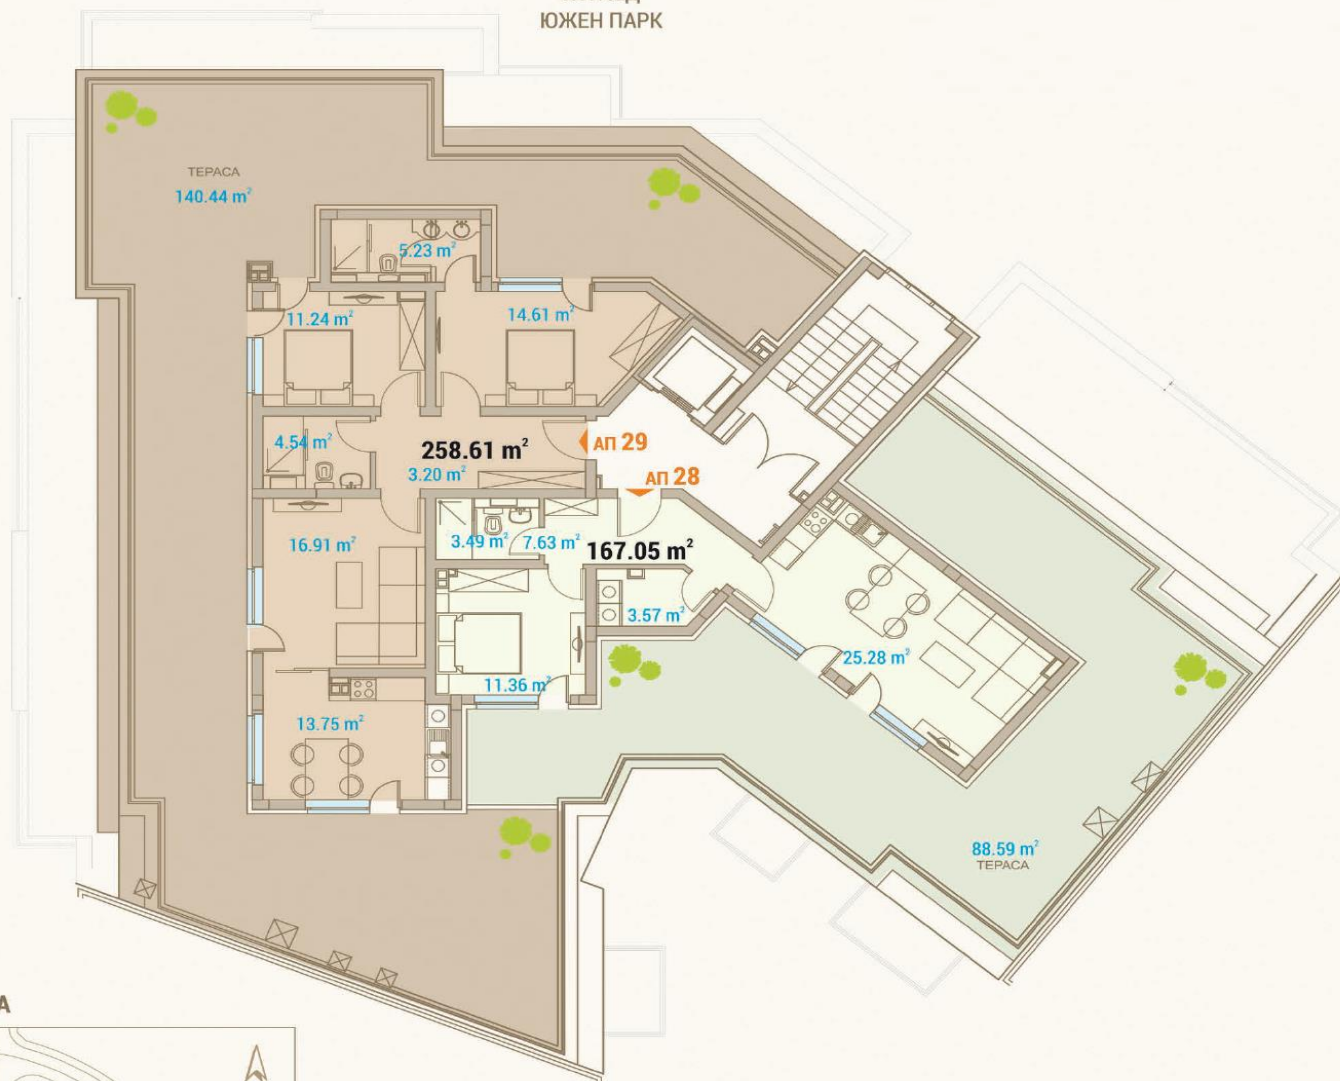 ЮЖЕН ПАРК
ТЕРАСА
140.44 m²
5.23 m²
11.24 m²
14.61 m²
4.54 m²
258.61 m²
3.20 m²
АП 29
АП 28
16.91 m²
3.49 m²
7.63 m²
167.05 m²
3.57 m²
25.28 m²
11.36 m²
13.75 m²
88.59 m²
ТЕРАСА
А